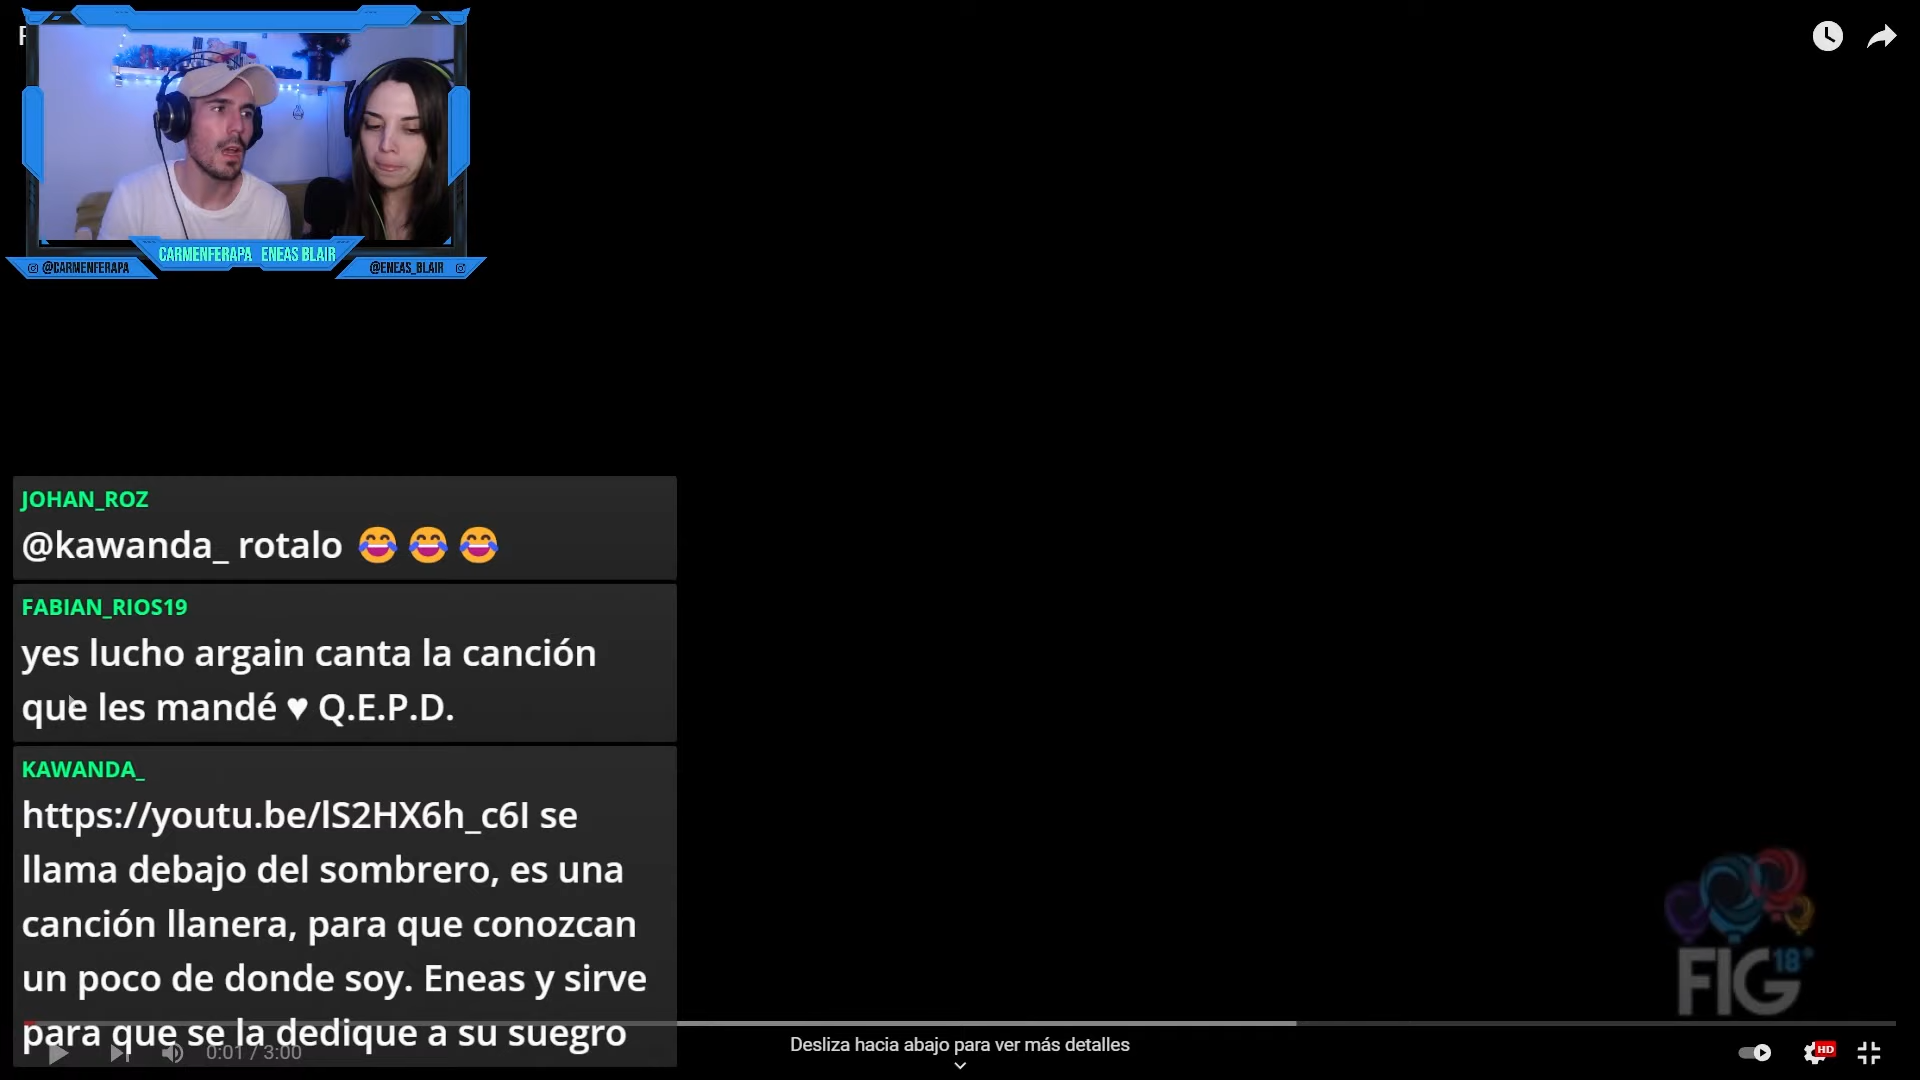 CARMENFERAPA ENEAS BLAIR
@CARMENFERAPA
@ENEAS_BLAIR
JOHAN_ROZ
@kawanda_ rotalo 😂 😂 😂
FABIAN_RIOS19
yes lucho argain canta la canción
que les mandé ♥ Q.E.P.D.
KAWANDA_
https://youtu.be/lS2HX6h_c6I se
llama debajo del sombrero, es una
canción llanera, para que conozcan
un poco de donde soy. Eneas y sirve
para que se la dedique a su suegro
0:01 / 3:00
Desliza hacia abajo para ver más detalles
HD
FIG 18°